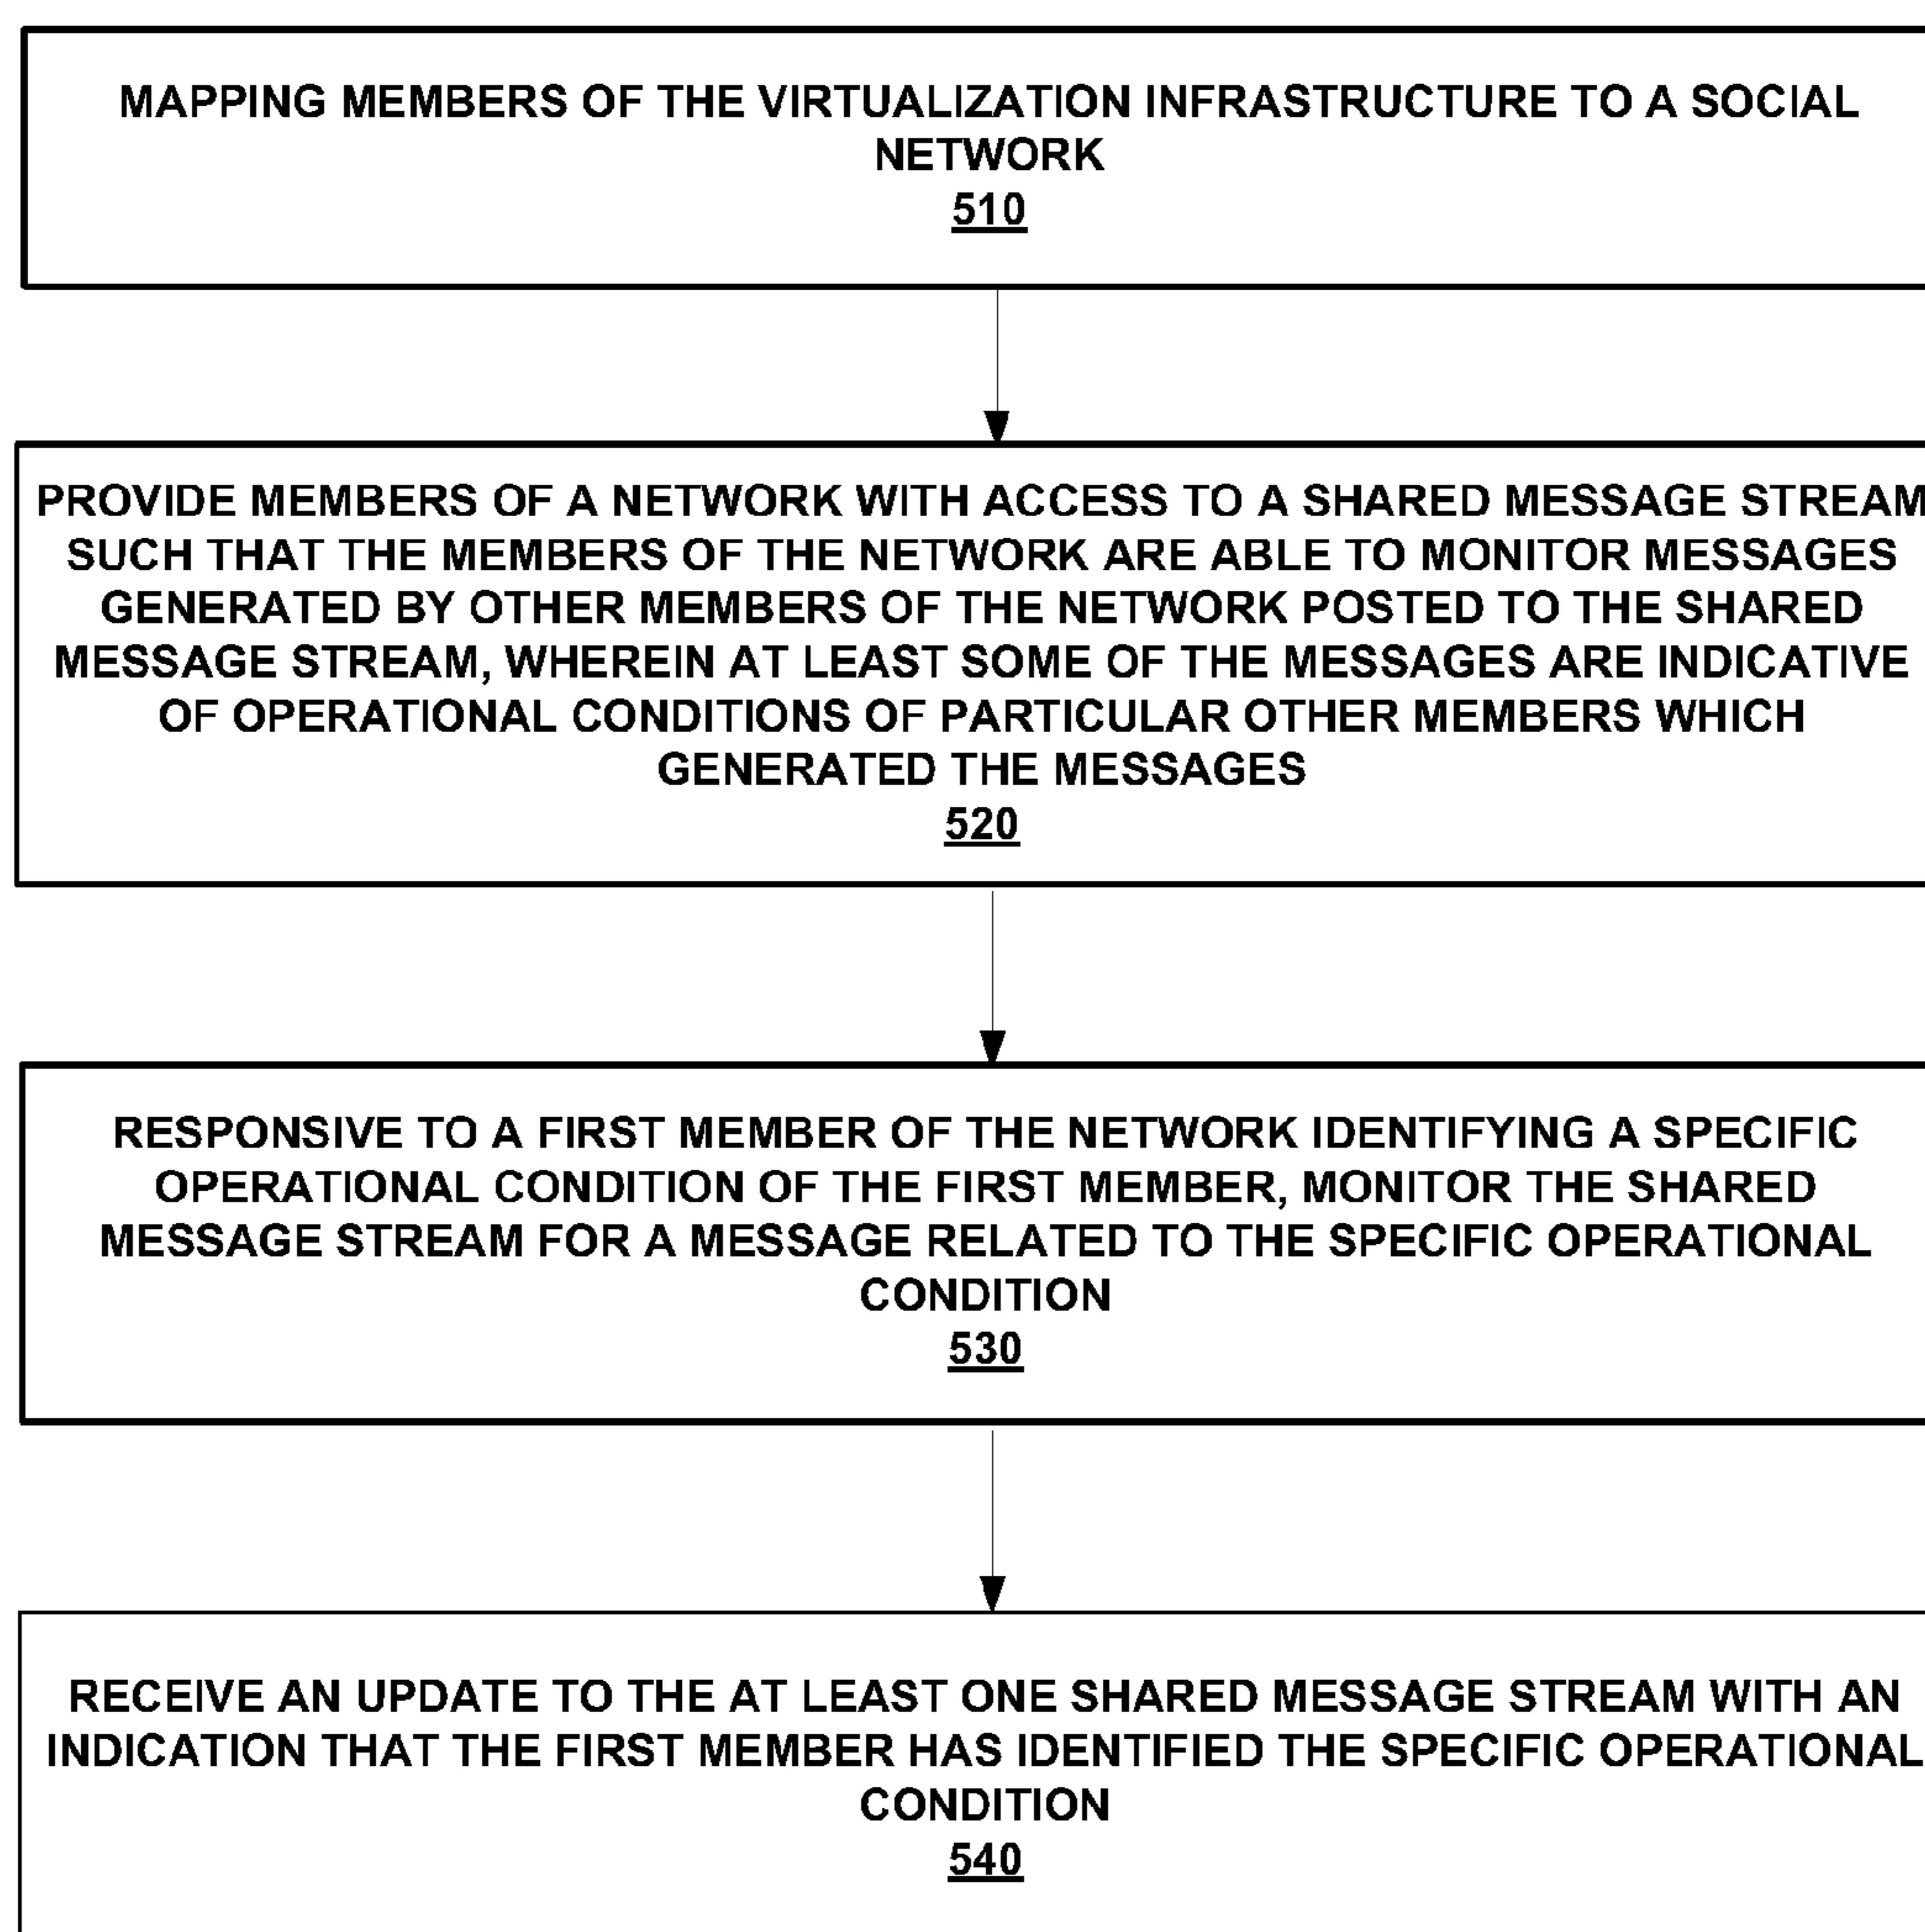 MAPPING MEMBERS OF THE VIRTUALIZATION INFRASTRUCTURE TO A SOCIAL
NETWORK
510
PROVIDE MEMBERS OF A NETWORK WITH ACCESS TO A SHARED MESSAGE STREAM
SUCH THAT THE MEMBERS OF THE NETWORK ARE ABLE TO MONITOR MESSAGES
GENERATED BY OTHER MEMBERS OF THE NETWORK POSTED TO THE SHARED
MESSAGE STREAM, WHEREIN AT LEAST SOME OF THE MESSAGES ARE INDICATIVE
OF OPERATIONAL CONDITIONS OF PARTICULAR OTHER MEMBERS WHICH
GENERATED THE MESSAGES
520
RESPONSIVE TO A FIRST MEMBER OF THE NETWORK IDENTIFYING A SPECIFIC
OPERATIONAL CONDITION OF THE FIRST MEMBER, MONITOR THE SHARED
MESSAGE STREAM FOR A MESSAGE RELATED TO THE SPECIFIC OPERATIONAL
CONDITION
530
RECEIVE AN UPDATE TO THE AT LEAST ONE SHARED MESSAGE STREAM WITH AN
INDICATION THAT THE FIRST MEMBER HAS IDENTIFIED THE SPECIFIC OPERATIONAL
CONDITION
540